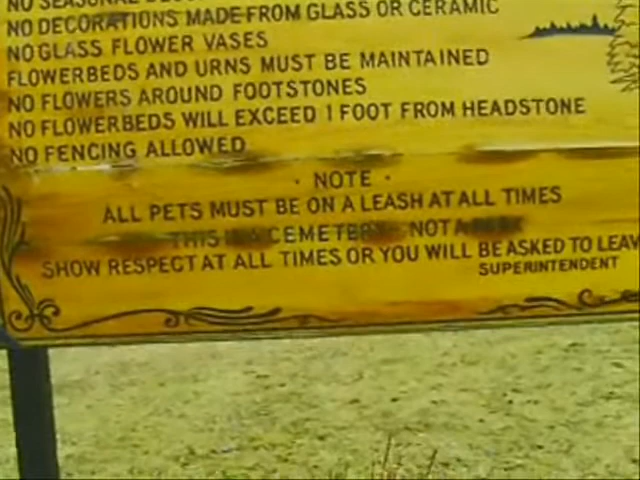 NO SEASONAL
NO DECORATIONS MADE FROM GLASS OR CERAMIC
NO GLASS FLOWER VASES
FLOWERBEDS AND URNS MUST BE MAINTAINED
NO FLOWERS AROUND FOOTSTONES
NO FLOWERBEDS WILL EXCEED 1 FOOT FROM HEADSTONE
NO FENCING ALLOWED
· NOTE ·
ALL PETS MUST BE ON A LEASH AT ALL TIMES
THIS IS A CEMETERY NOT A
SHOW RESPECT AT ALL TIMES OR YOU WILL BE ASKED TO LEAV
SUPERINTENDENT